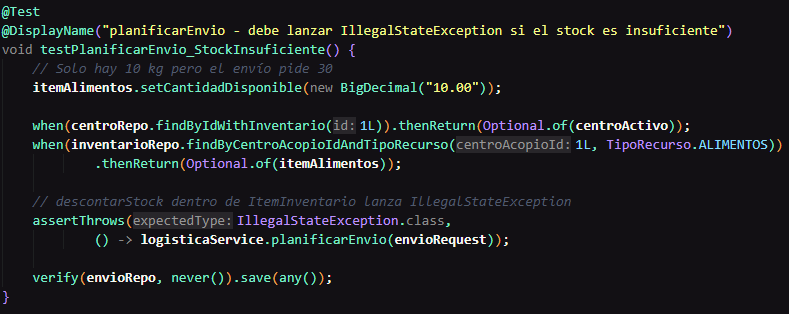 @Test
@DisplayName("planificarEnvio - debe lanzar IllegalStateException si el stock es insuficiente")
void testPlanificarEnvio_StockInsuficiente() {
    // Solo hay 10 kg pero el envío pide 30
    itemAlimentos.setCantidadDisponible(new BigDecimal("10.00"));

    when(centroRepo.findByIdWithInventario(id: 1L)).thenReturn(Optional.of(centroActivo));
    when(inventarioRepo.findByCentroAcopioIdAndTipoRecurso(centroAcopioId: 1L, TipoRecurso.ALIMENTOS))
            .thenReturn(Optional.of(itemAlimentos));

    // descontarStock dentro de ItemInventario lanza IllegalStateException
    assertThrows(expectedType: IllegalStateException.class,
            () -> logisticaService.planificarEnvio(envioRequest));

    verify(envioRepo, never()).save(any());
}